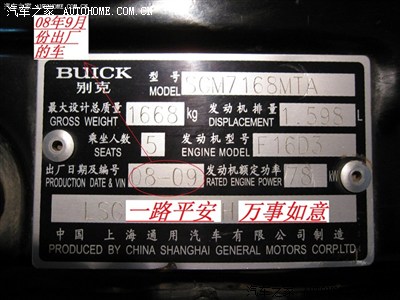 汽车之家 AUTOHOME.COM.CN
08年9月
份出厂
的车
BUICK
别克
型号 SGM7168MTA
MODEL
最大设计总质量 1668 kg 发动机排量 1.598 L
GROSS WEIGHT ENGINE CAPACITY
乘坐人数 5 发动机型号 F16D3
SEATS ENGINE MODEL
出厂日期及编号 08-09 发动机额定功率 78 kW
PRODUCTION DATE & VIN RATED ENGINE POWER
LSG 一路平安 万事如意
中国 上海通用汽车有限公司制造
PRODUCED BY CHINA SHANGHAI GENERAL MOTORS CORP.LTD.